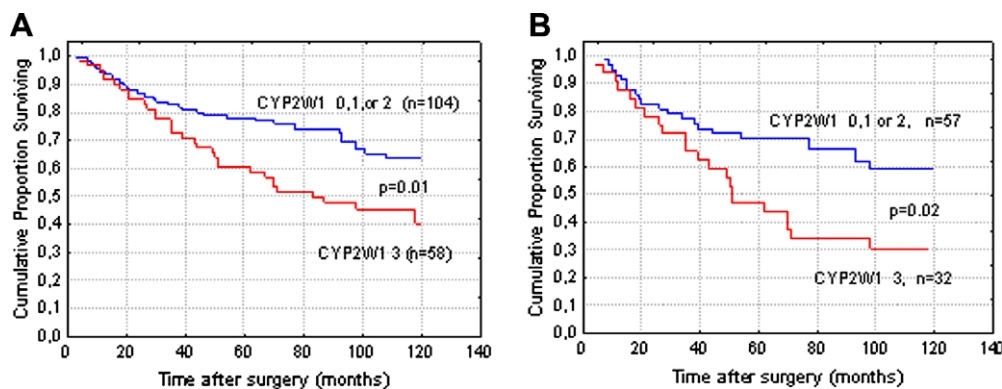 A
Cumulative Proportion Surviving
1,0
0,9
0,8
0,7
0,6
0,5
0,4
0,3
0,2
0,1
0,0
CYP2W1 0,1,or 2 (n=104)
p=0.01
CYP2W1 3 (n=58)
0 20 40 60 80 100 120 140
Time after surgery (months)
B
Cumulative Proportion Surviving
1,0
0,9
0,8
0,7
0,6
0,5
0,4
0,3
0,2
0,1
0,0
CYP2W1 0,1 or 2, n=57
p=0.02
CYP2W1 3, n=32
0 20 40 60 80 100 120 140
Time after surgery (months)